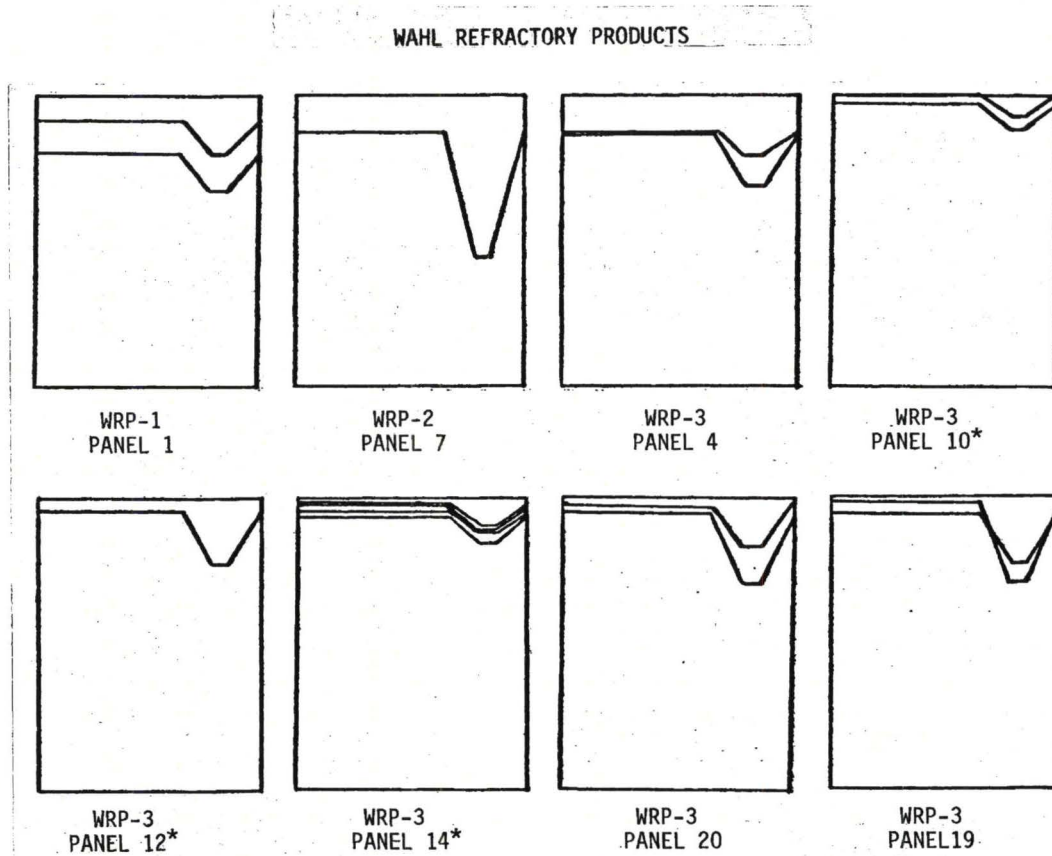 WAHL REFRACTORY PRODUCTS
WRP-1
PANEL 1
WRP-2
PANEL 7
WRP-3
PANEL 4
WRP-3
PANEL 10*
WRP-3
PANEL 12*
WRP-3
PANEL 14*
WRP-3
PANEL 20
WRP-3
PANEL19